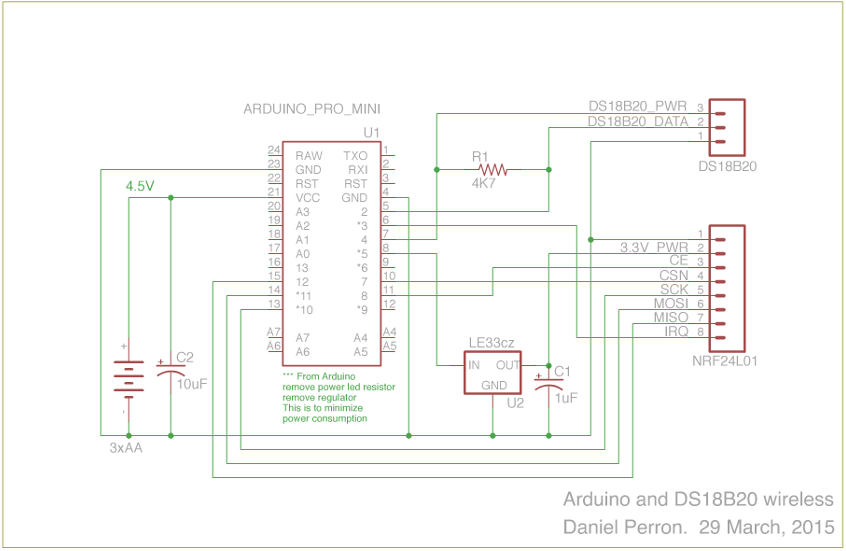 ARDUINO_PRO_MINI
U1
24 RAW TXO 1
23 GND RXI 2
22 RST RST 3
21 VCC GND 4
20 A3 2 5
19 A2 *3 6
18 A1 4 7
17 A0 *5 8
16 13 *6 9
15 12 7 10
14 *11 8 11
13 *10 *9 12
A7 A7 A4 A4
A6 A6 A5 A5
4.5V
+
-
3xAA
+
C2
10uF
*** From Arduino
remove power led resistor
remove regulator
This is to minimize
power consumption
R1
4K7
DS18B20_PWR 3
DS18B20_DATA 2
1
DS18B20
1
3.3V_PWR 2
CE 3
CSN 4
SCK 5
MOSI 6
MISO 7
IRQ 8
NRF24L01
LE33cz
IN OUT
GND
U2
+
C1
1uF
Arduino and DS18B20 wireless
Daniel Perron. 29 March, 2015